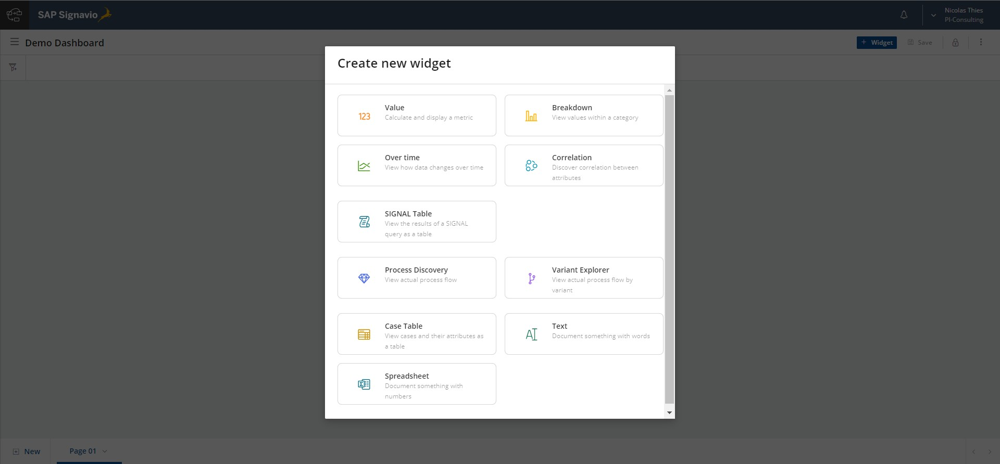 SAP Signavio
Nicolas Thies
PI-Consulting
Demo Dashboard
+ Widget
Save
Create new widget
123
Value
Calculate and display a metric
Breakdown
View values within a category
Over time
View how data changes over time
Correlation
Discover correlation between
attributes
SIGNAL Table
View the results of a SIGNAL
query as a table
Process Discovery
View actual process flow
Variant Explorer
View actual process flow by
variant
Case Table
View cases and their attributes as
a table
AI
Text
Document something with words
Spreadsheet
Document something with
numbers
New
Page 01